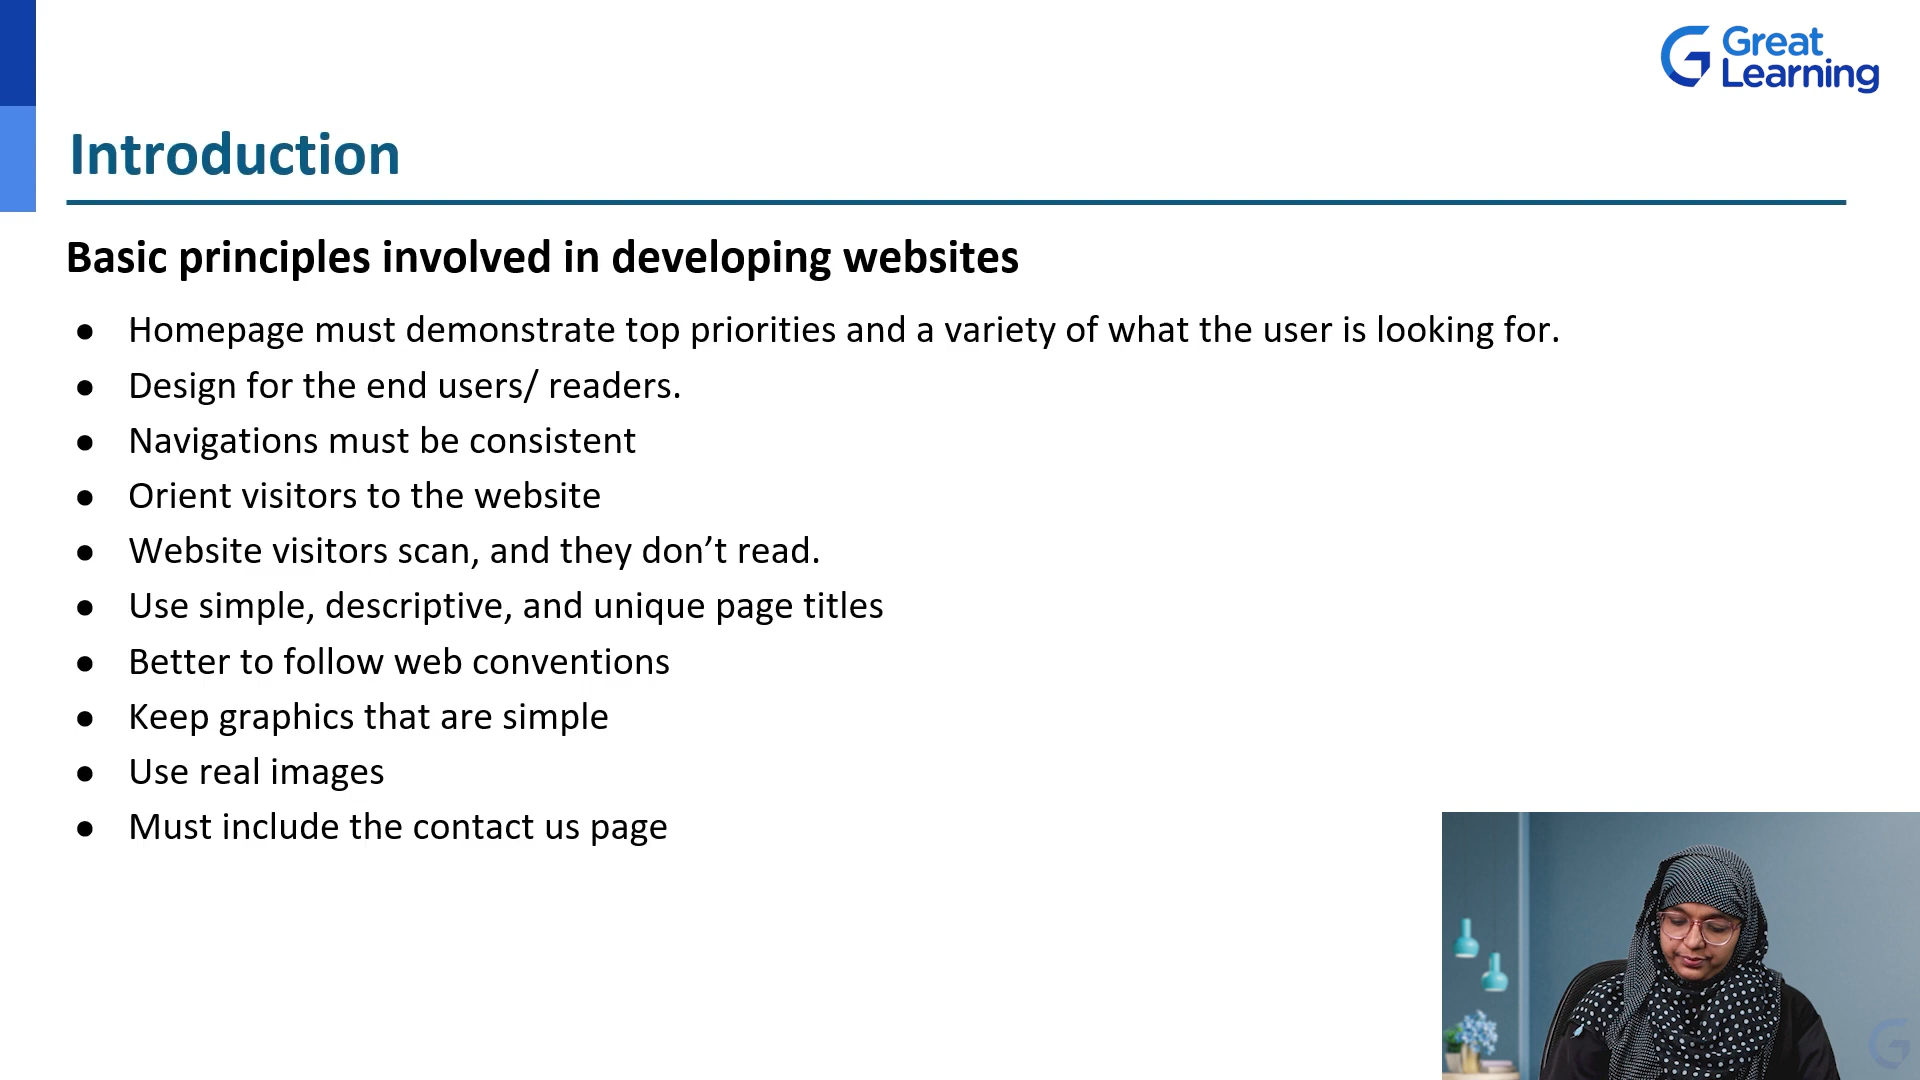 Great
Learning
Introduction
Basic principles involved in developing websites
● Homepage must demonstrate top priorities and a variety of what the user is looking for.
● Design for the end users/ readers.
● Navigations must be consistent
● Orient visitors to the website
● Website visitors scan, and they don’t read.
● Use simple, descriptive, and unique page titles
● Better to follow web conventions
● Keep graphics that are simple
● Use real images
● Must include the contact us page